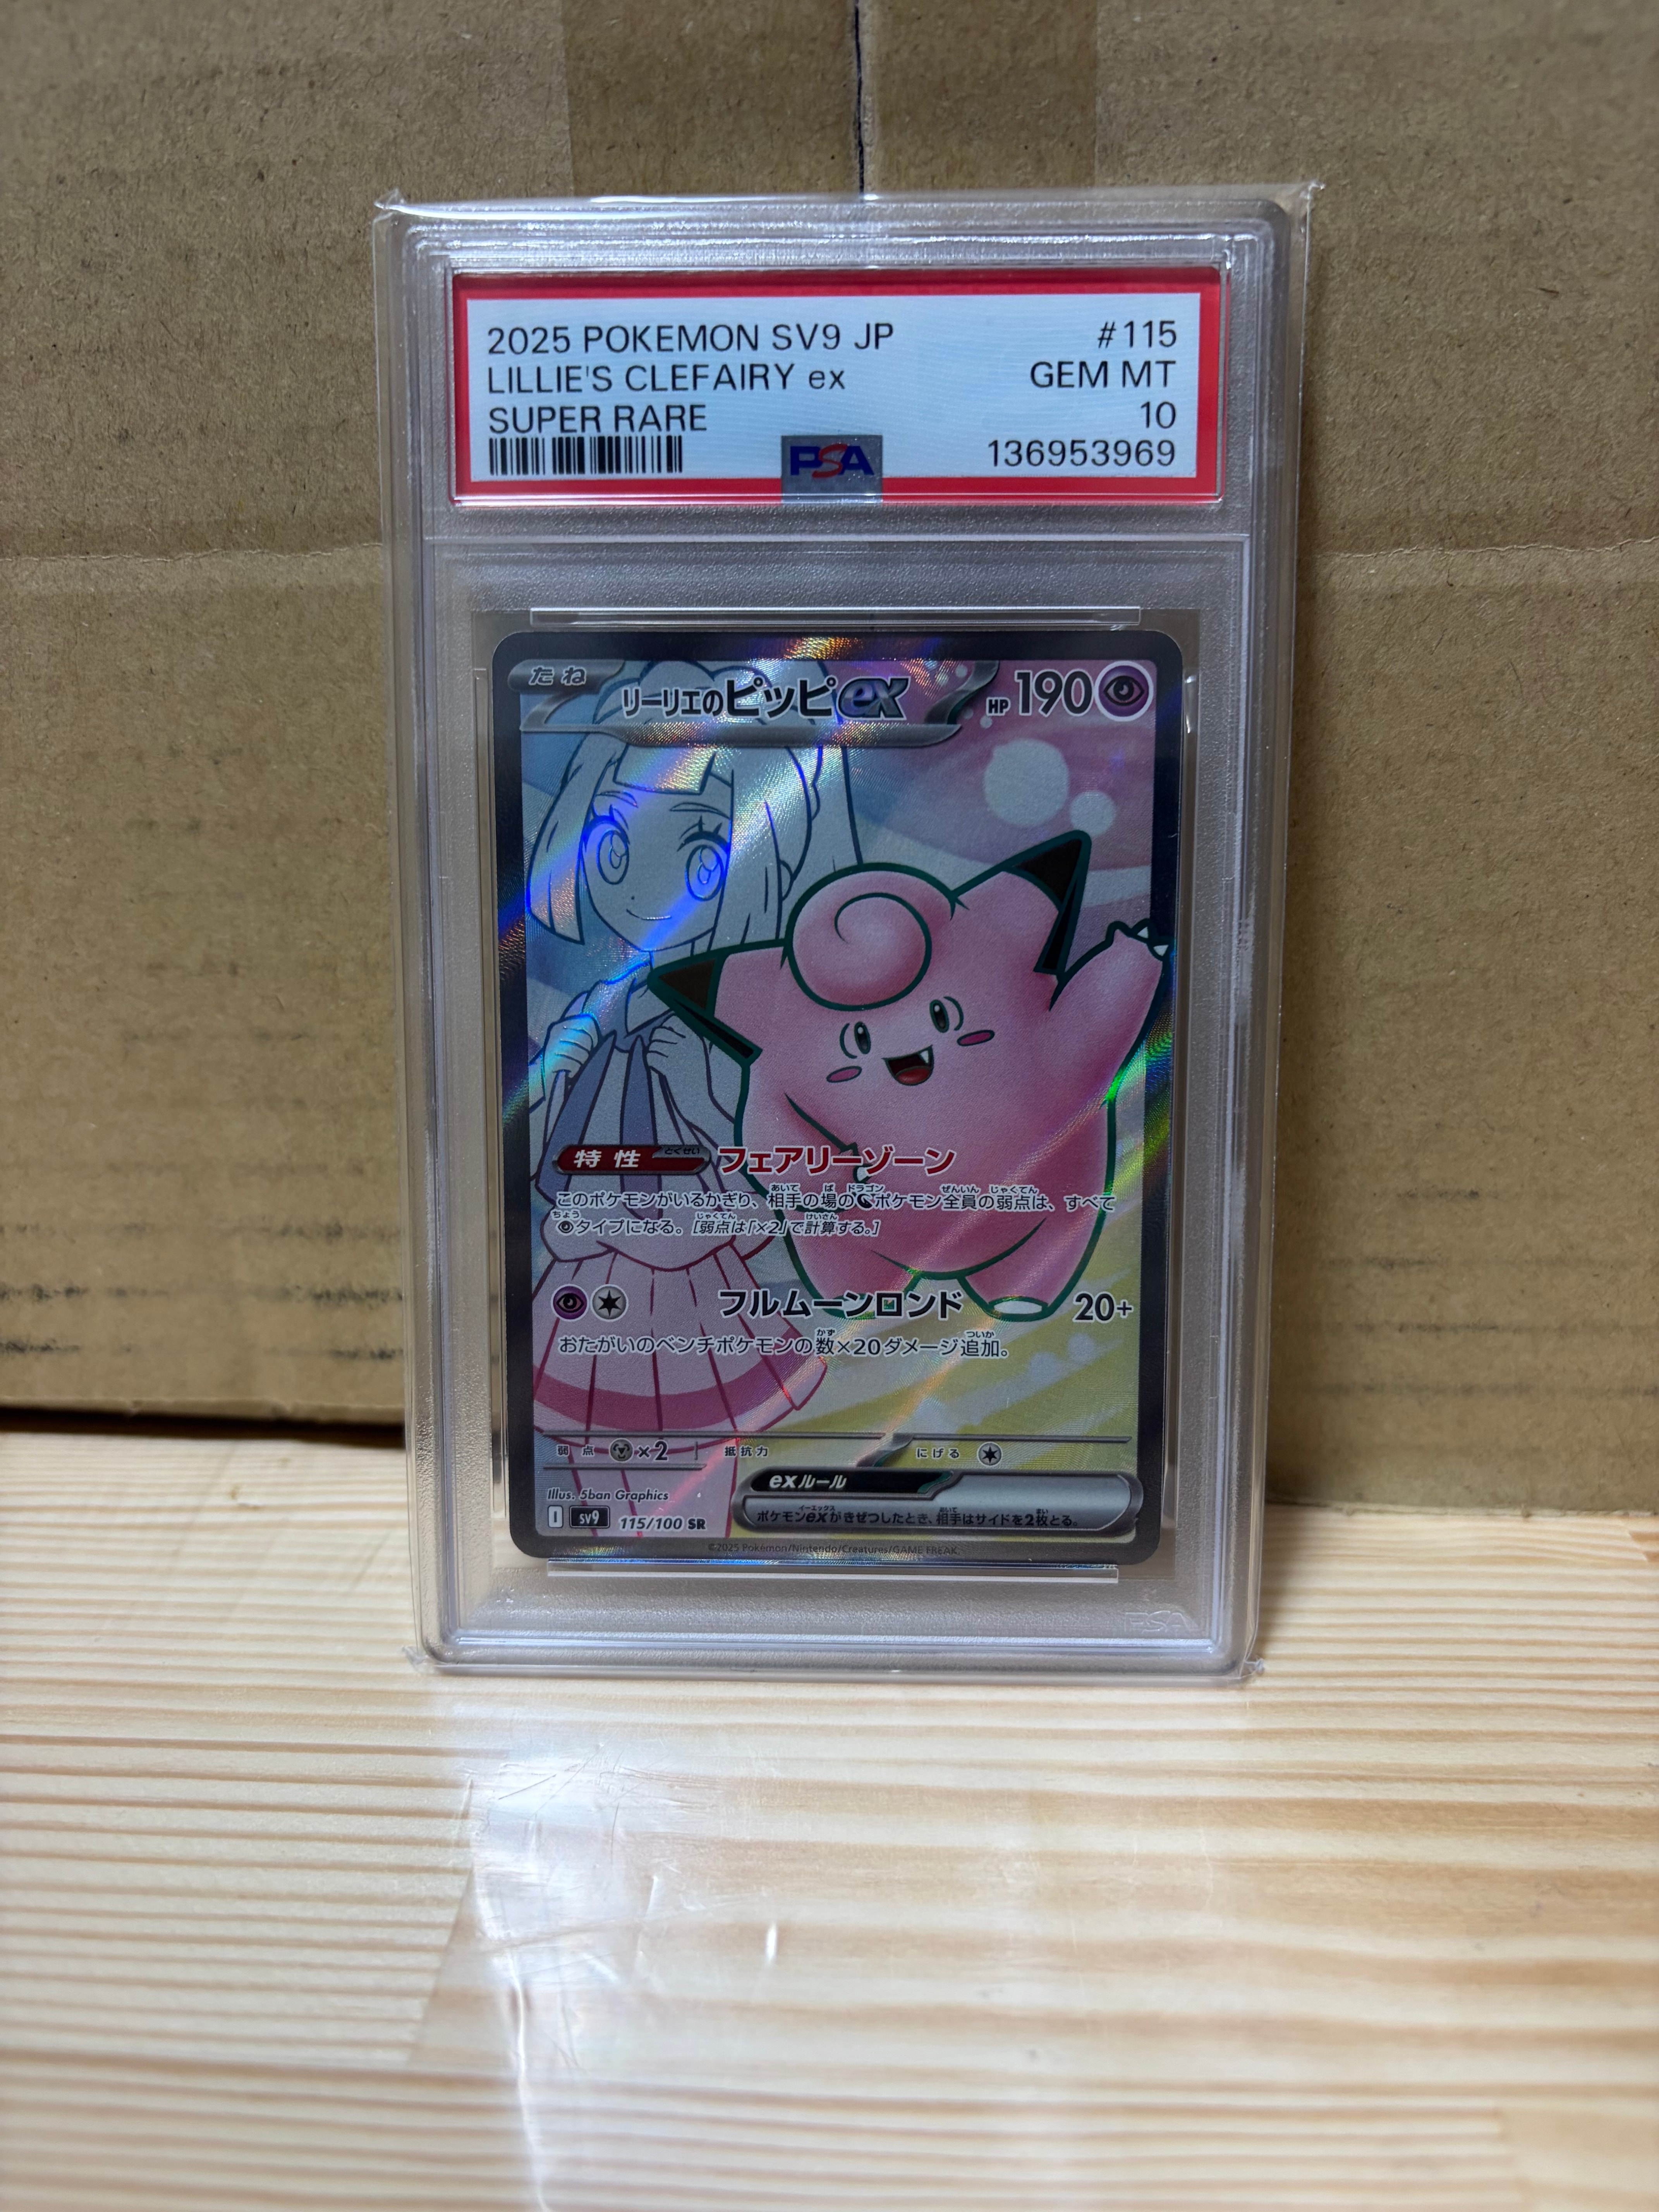 2025 POKEMON SV9 JP #115
LILLIE'S CLEFAIRY ex GEM MT
SUPER RARE 10
PSA 136953969
たね リーリエのピッピex HP 190
特性 とくせい フェアリーゾーン
このポケモンがいるかぎり、相手の場のポケモン全員の弱点は、すべて
タイプになる。[弱点は「×2」で計算する。]
フルムーンロンド 20+
おたがいのベンチポケモンの数×20ダメージ追加。
弱点 ×2 抵抗力 にげる
exルール
ポケモンexがきぜつしたとき、相手はサイドを2枚とる。
Illus. 5ban Graphics
I sv9 115/100 SR
©2025 Pokémon/Nintendo/Creatures/GAME FREAK.
PSA